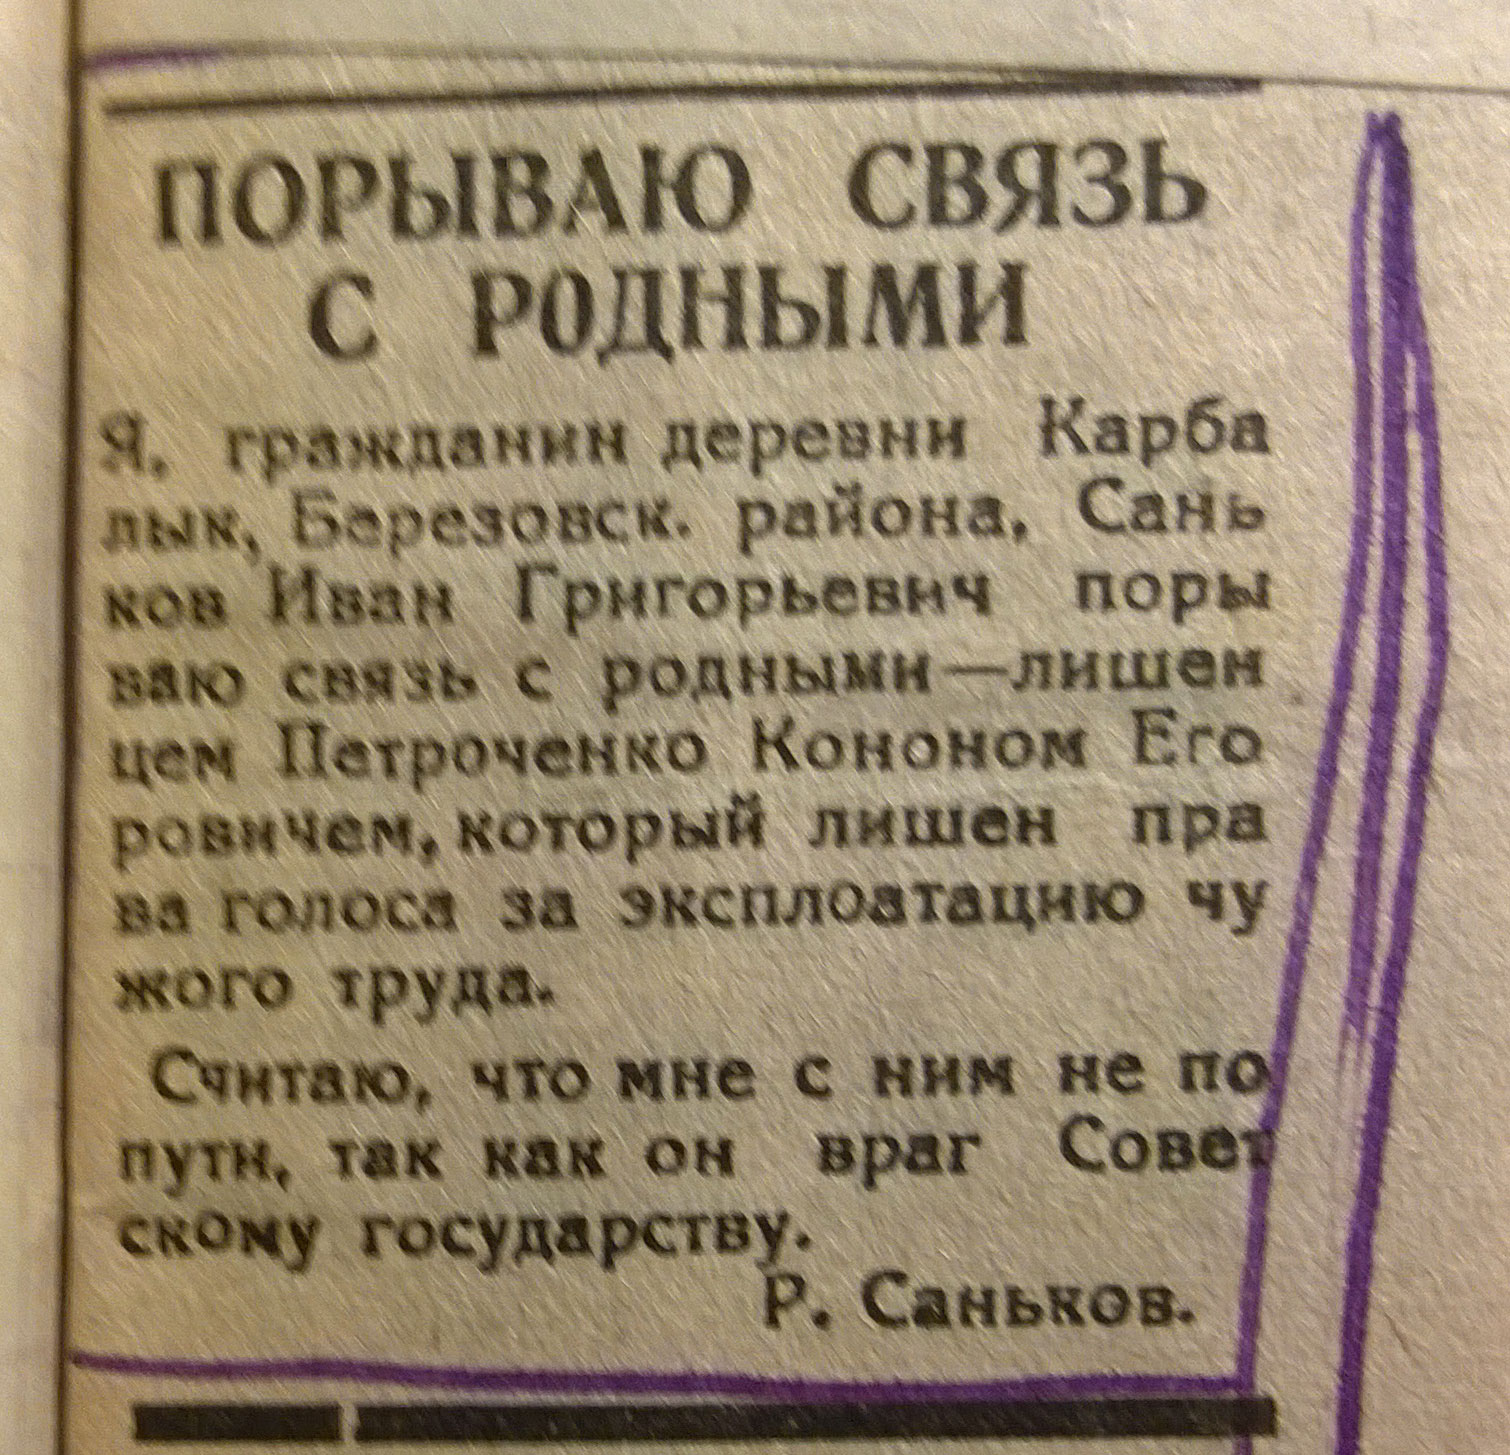 ПОРЫВАЮ СВЯЗЬ
С РОДНЫМИ
Я, гражданин деревни Карба
лык, Березовск. района, Сань
ков Иван Григорьевич поры
ваю связь с родными—лишен
цем Петроченко Кононом Его
ровичем, который лишен пра
ва голоса за эксплоатацию чу
жого труда.
Считаю, что мне с ним не по
пути, так как он враг Совет
скому государству.
Р. Саньков.